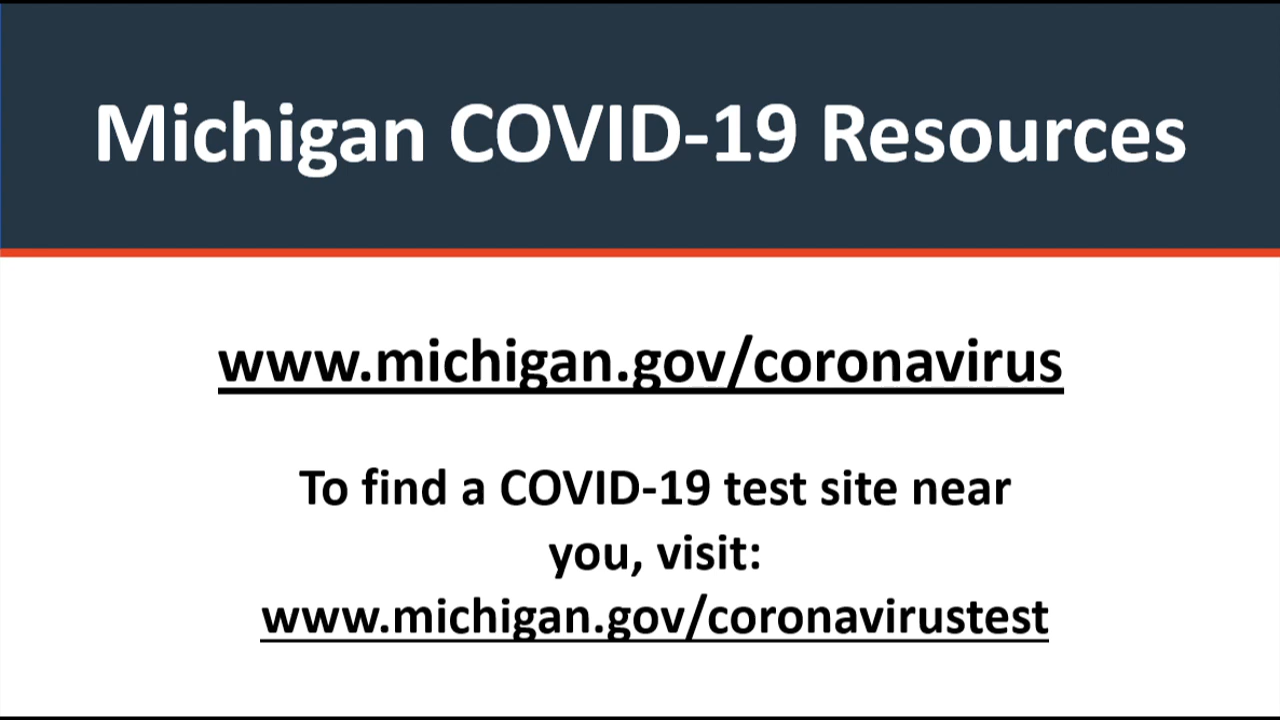 Michigan COVID-19 Resources
www.michigan.gov/coronavirus
To find a COVID-19 test site near
you, visit:
www.michigan.gov/coronavirustest